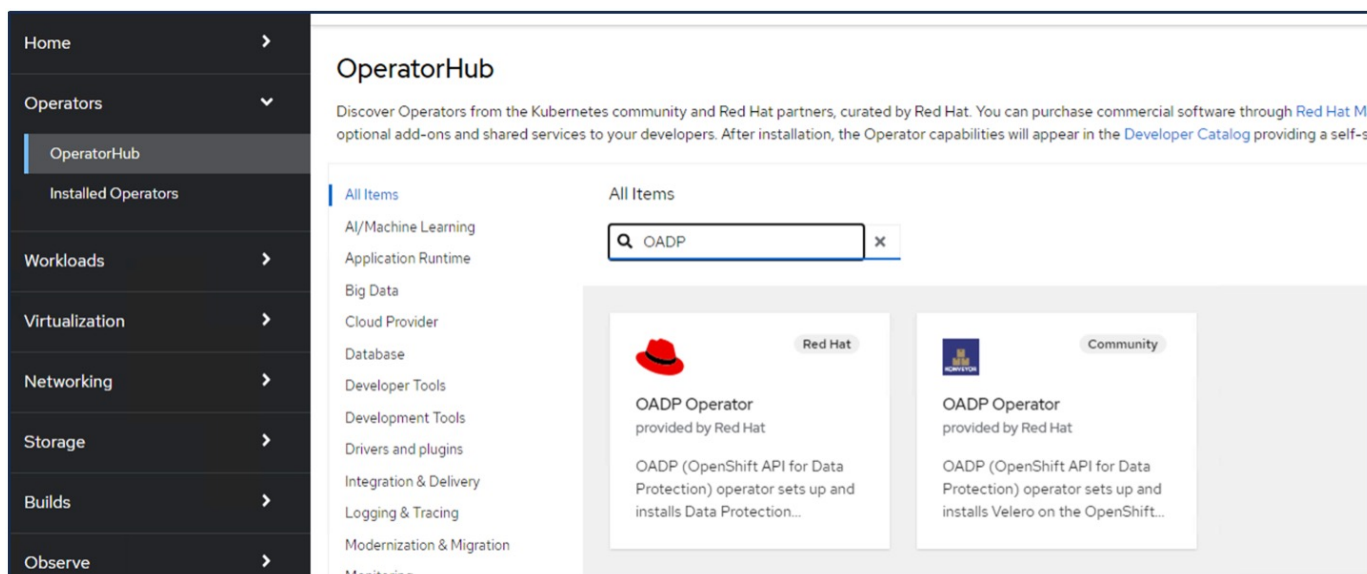 Home
Operators
OperatorHub
Installed Operators
Workloads
Virtualization
Networking
Storage
Builds
Observe
OperatorHub
Discover Operators from the Kubernetes community and Red Hat partners, curated by Red Hat. You can purchase commercial software through Red Hat M
optional add-ons and shared services to your developers. After installation, the Operator capabilities will appear in the Developer Catalog providing a self-s
All Items
AI/Machine Learning
Application Runtime
Big Data
Cloud Provider
Database
Developer Tools
Development Tools
Drivers and plugins
Integration & Delivery
Logging & Tracing
Modernization & Migration
All Items
OADP
Red Hat
OADP Operator
provided by Red Hat
OADP (OpenShift API for Data
Protection) operator sets up and
installs Data Protection...
KONVEYOR
Community
OADP Operator
provided by Red Hat
OADP (OpenShift API for Data
Protection) operator sets up and
installs Velero on the OpenShift...